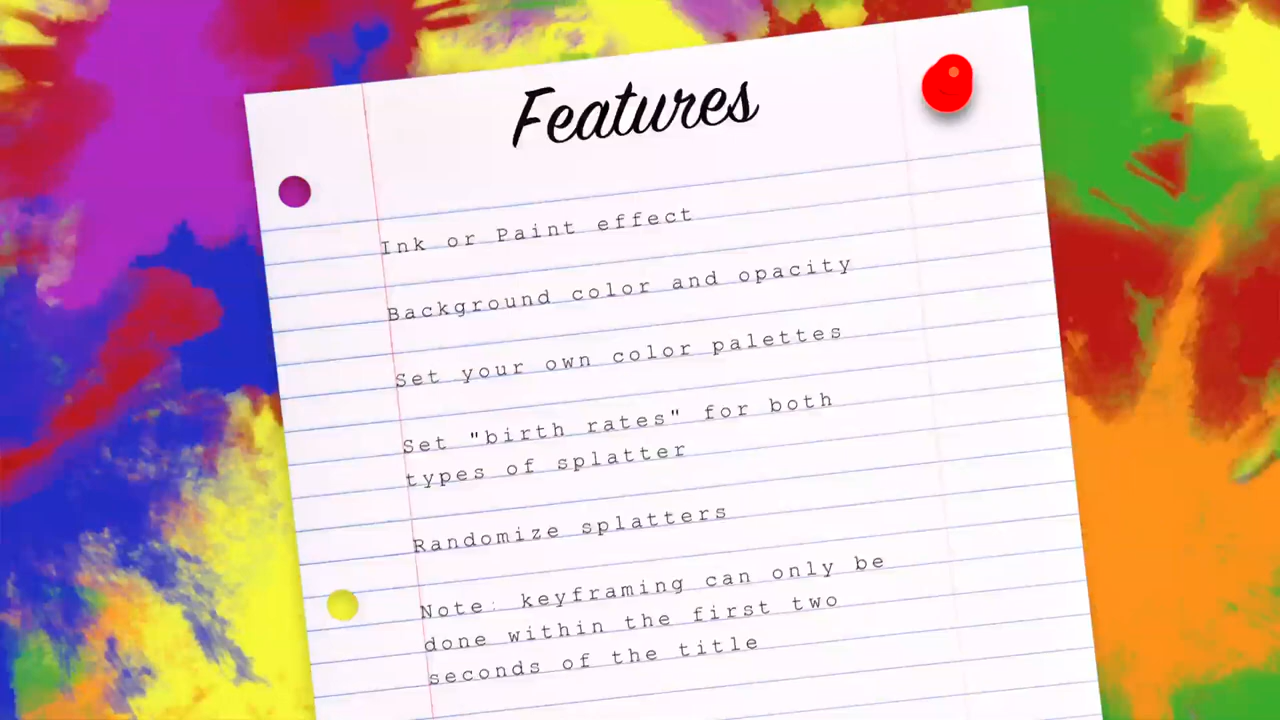 Features
Ink or Paint effect
Background color and opacity
Set your own color palettes
Set "birth rates" for both
types of splatter
Randomize splatters
Note: keyframing can only be
done within the first two
seconds of the title